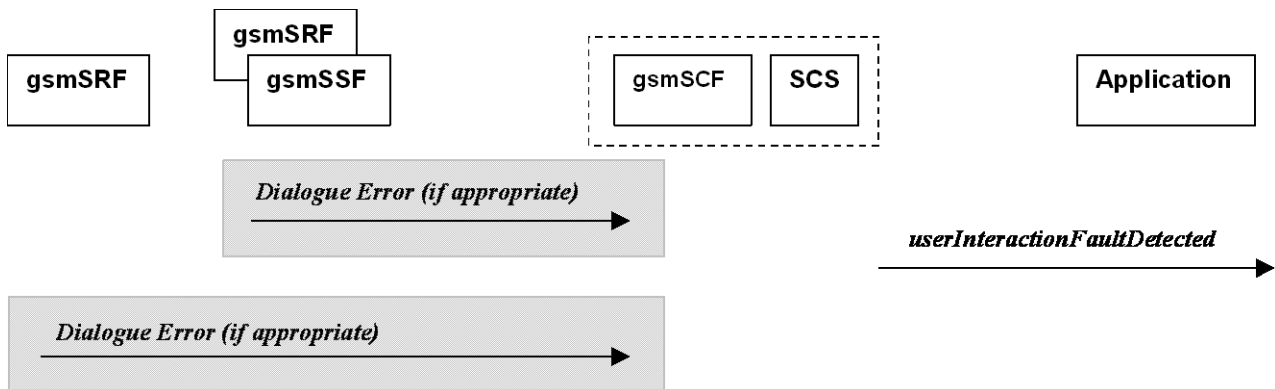 gsmSRF
gsmSRF
gsmSSF
gsmSCF
SCS
Application
Dialogue Error (if appropriate)
userInteractionFaultDetected
Dialogue Error (if appropriate)